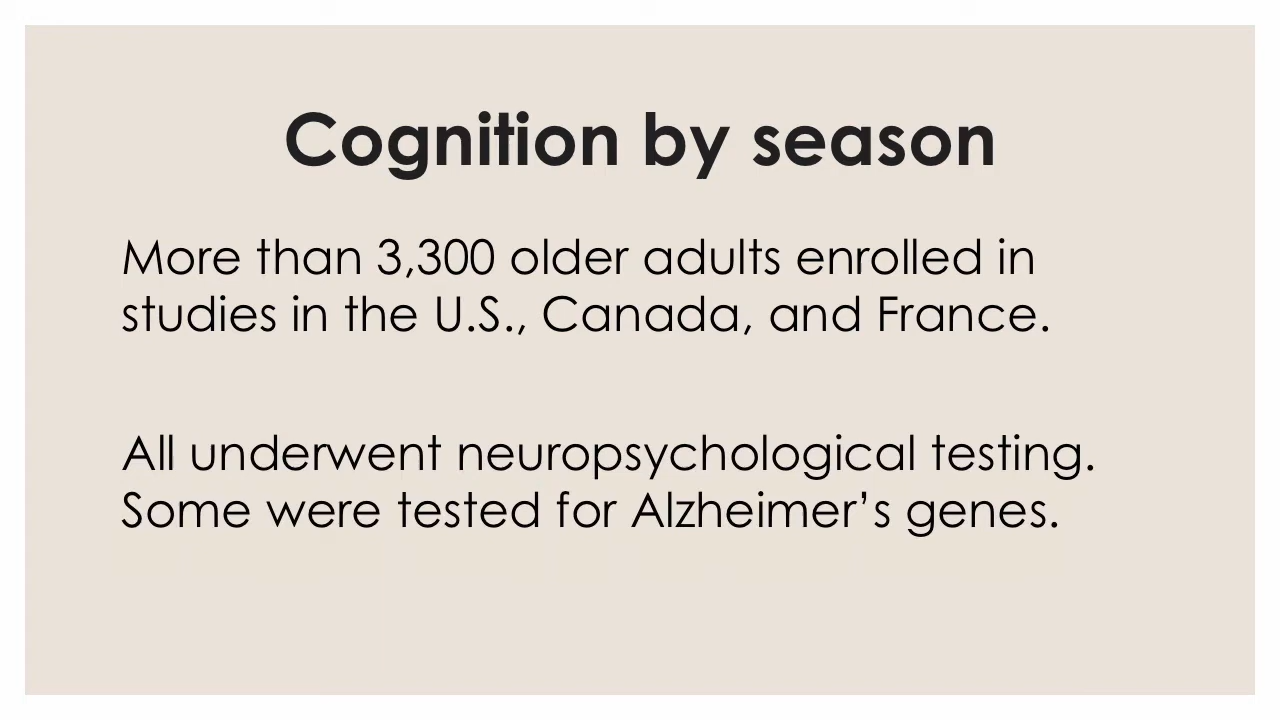 Cognition by season
More than 3,300 older adults enrolled in
studies in the U.S., Canada, and France.
All underwent neuropsychological testing.
Some were tested for Alzheimer’s genes.